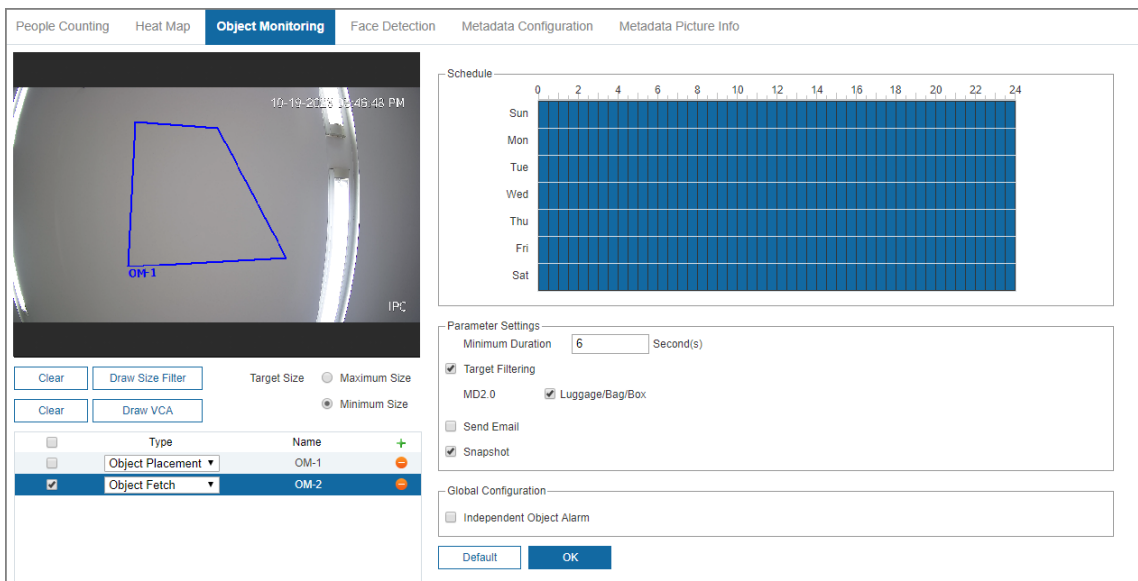 People Counting Heat Map Object Monitoring Face Detection Metadata Configuration Metadata Picture Info
OM-1
IPC
Clear Draw Size Filter Target Size Maximum Size
Clear Draw VCA Minimum Size
Type Name +
Object Placement OM-1
Object Fetch OM-2
Schedule
0 2 4 6 8 10 12 14 16 18 20 22 24
Sun
Mon
Tue
Wed
Thu
Fri
Sat
Parameter Settings
Minimum Duration 6 Second(s)
Target Filtering
MD2.0 Luggage/Bag/Box
Send Email
Snapshot
Global Configuration
Independent Object Alarm
Default OK